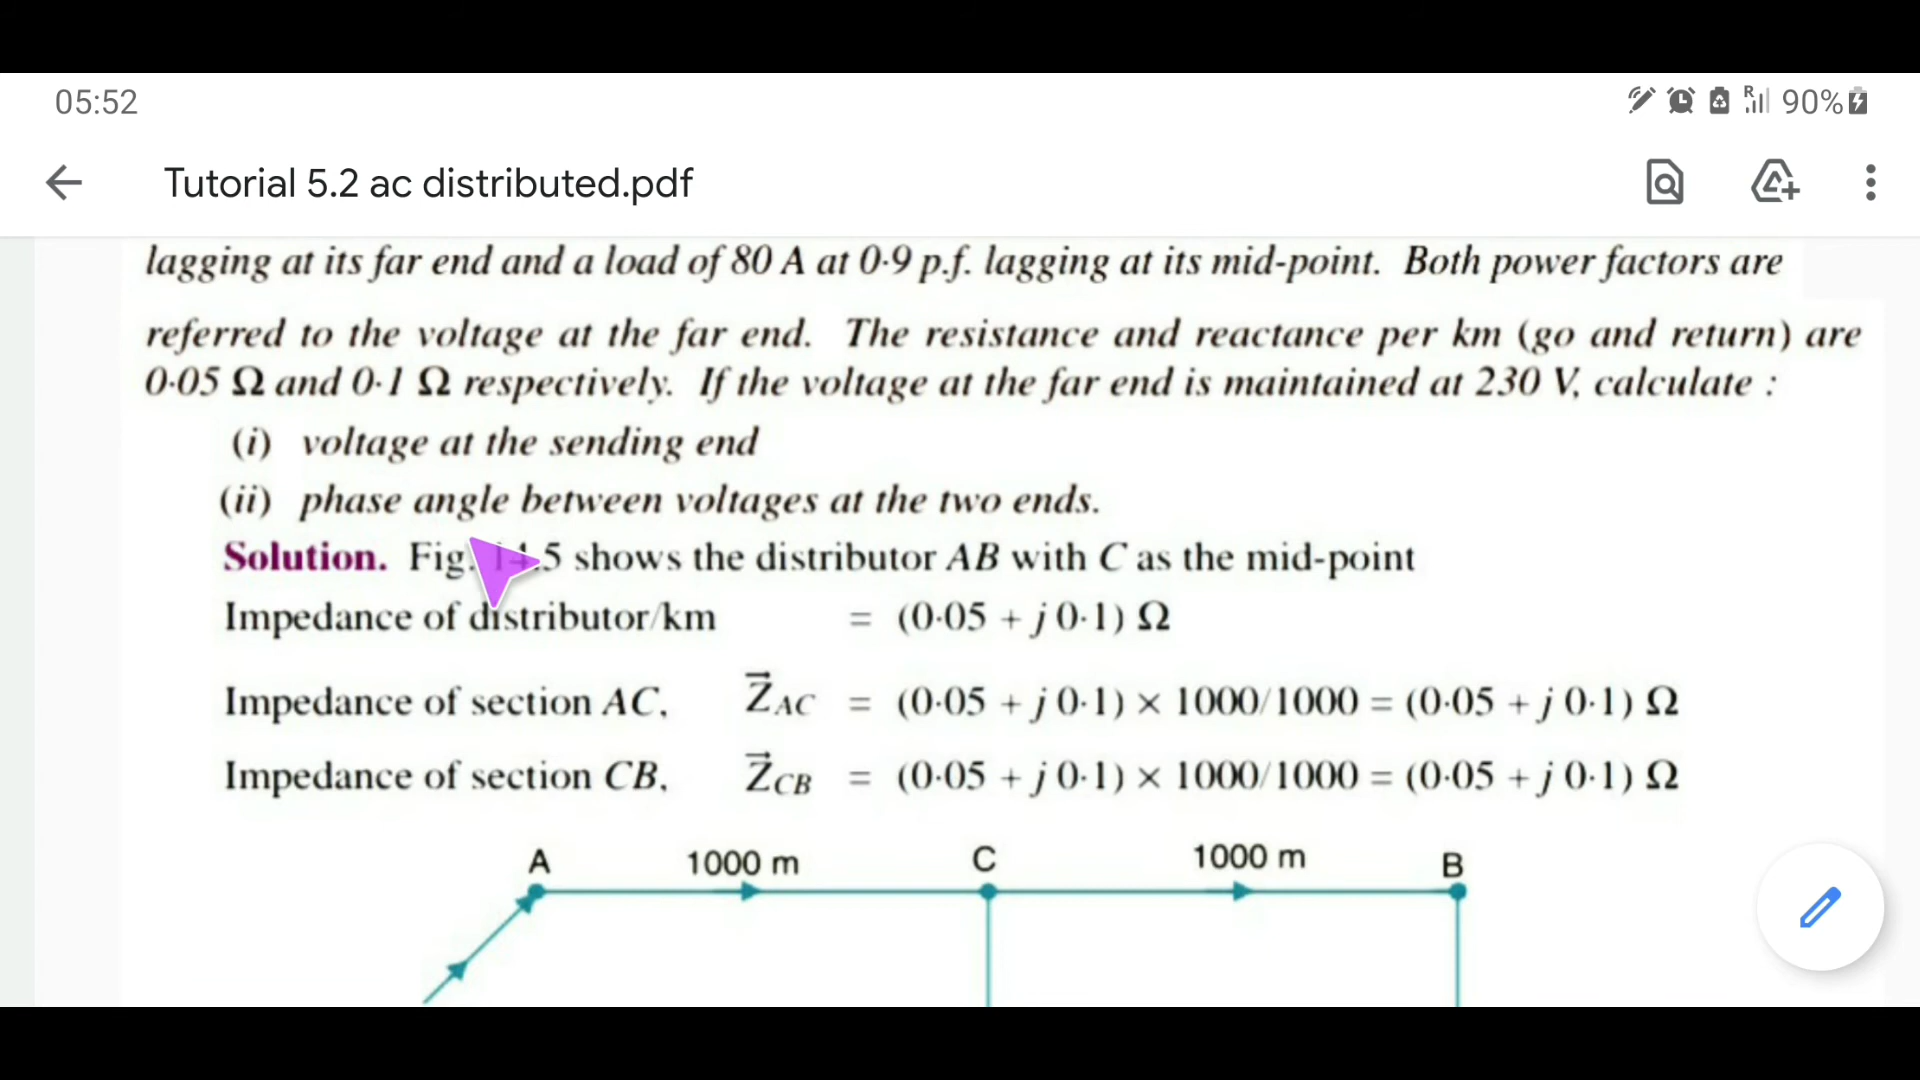 05:52
R 90%
Tutorial 5.2 ac distributed.pdf
lagging at its far end and a load of 80 A at 0·9 p.f. lagging at its mid-point. Both power factors are
referred to the voltage at the far end. The resistance and reactance per km (go and return) are
0·05 Ω and 0·1 Ω respectively. If the voltage at the far end is maintained at 230 V, calculate :
(i) voltage at the sending end
(ii) phase angle between voltages at the two ends.
Solution. Fig. 14.5 shows the distributor AB with C as the mid-point
Impedance of distributor/km = (0·05 + j 0·1) Ω
Impedance of section AC, Z⃗AC = (0·05 + j 0·1) × 1000/1000 = (0·05 + j 0·1) Ω
Impedance of section CB, Z⃗CB = (0·05 + j 0·1) × 1000/1000 = (0·05 + j 0·1) Ω
A 1000 m C 1000 m B